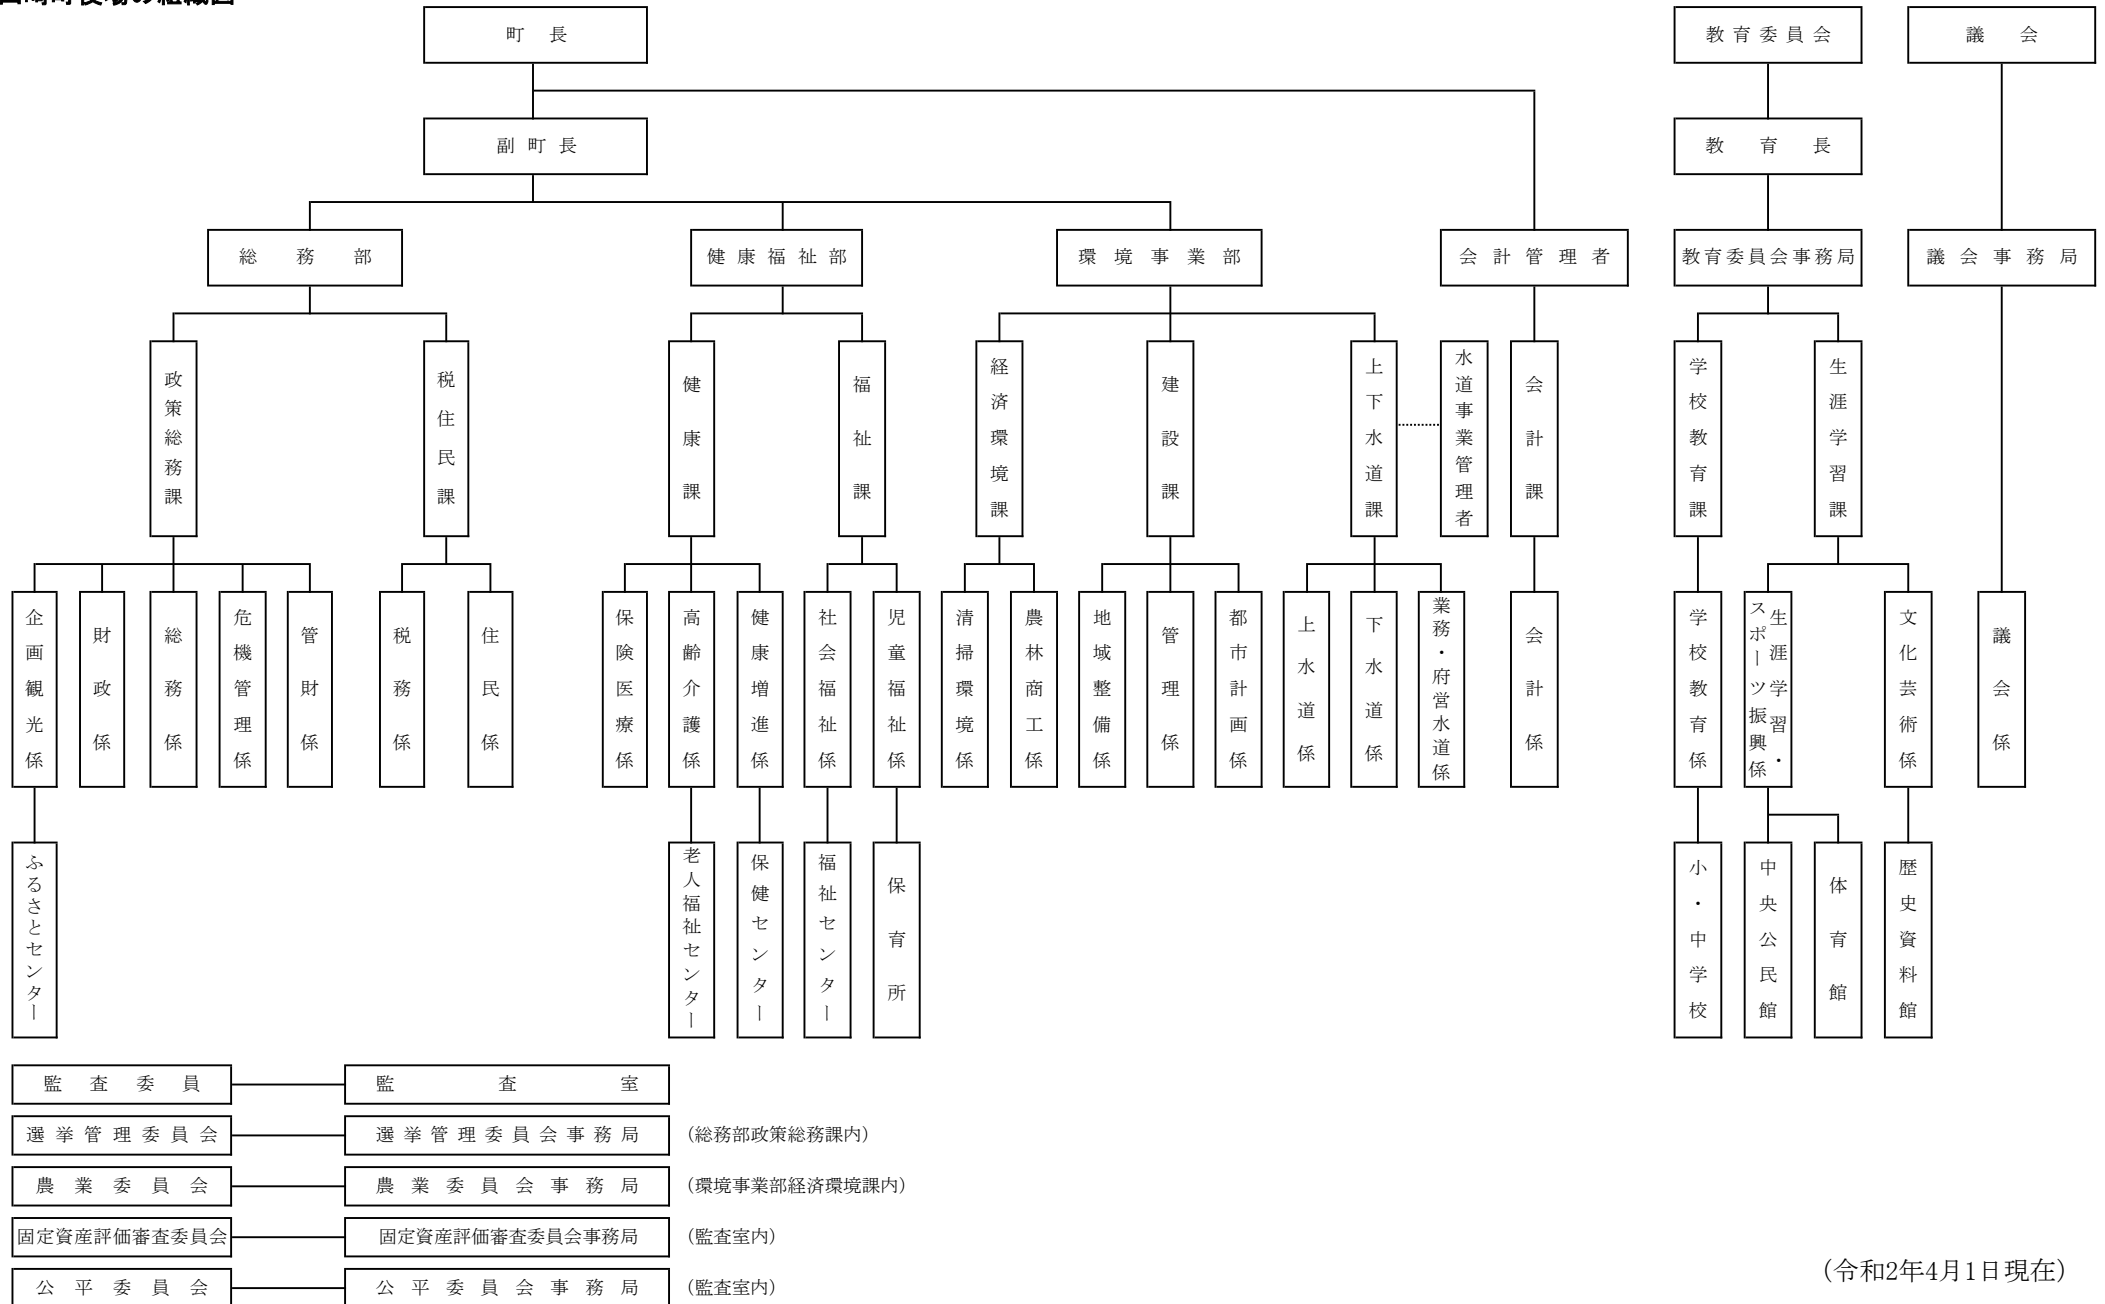 町長
教育委員会
議会
副町長
教育長
総務部
健康福祉部
環境事業部
会計管理者
教育委員会事務局
議会事務局
政策総務課
税住民課
健康課
福祉課
経済環境課
建設課
上下水道課
水道事業管理者
会計課
学校教育課
生涯学習課
企画観光係
財政係
総務係
危機管理係
管財係
税務係
住民係
保険医療係
高齢介護係
健康増進係
社会福祉係
児童福祉係
清掃環境係
農林商工係
地域整備係
管理係
都市計画係
上水道係
下水道係
業務・府営水道係
会計係
学校教育係
生涯学習・
スポーツ振興係
文化芸術係
議会係
ふるさとセンター
老人福祉センター
保健センター
福祉センター
保育所
小・中学校
中央公民館
体育館
歴史資料館
監査委員
監査室
選挙管理委員会
選挙管理委員会事務局
（総務部政策総務課内）
農業委員会
農業委員会事務局
（環境事業部経済環境課内）
固定資産評価審査委員会
固定資産評価審査委員会事務局
（監査室内）
公平委員会
公平委員会事務局
（監査室内）
（令和2年4月1日現在）